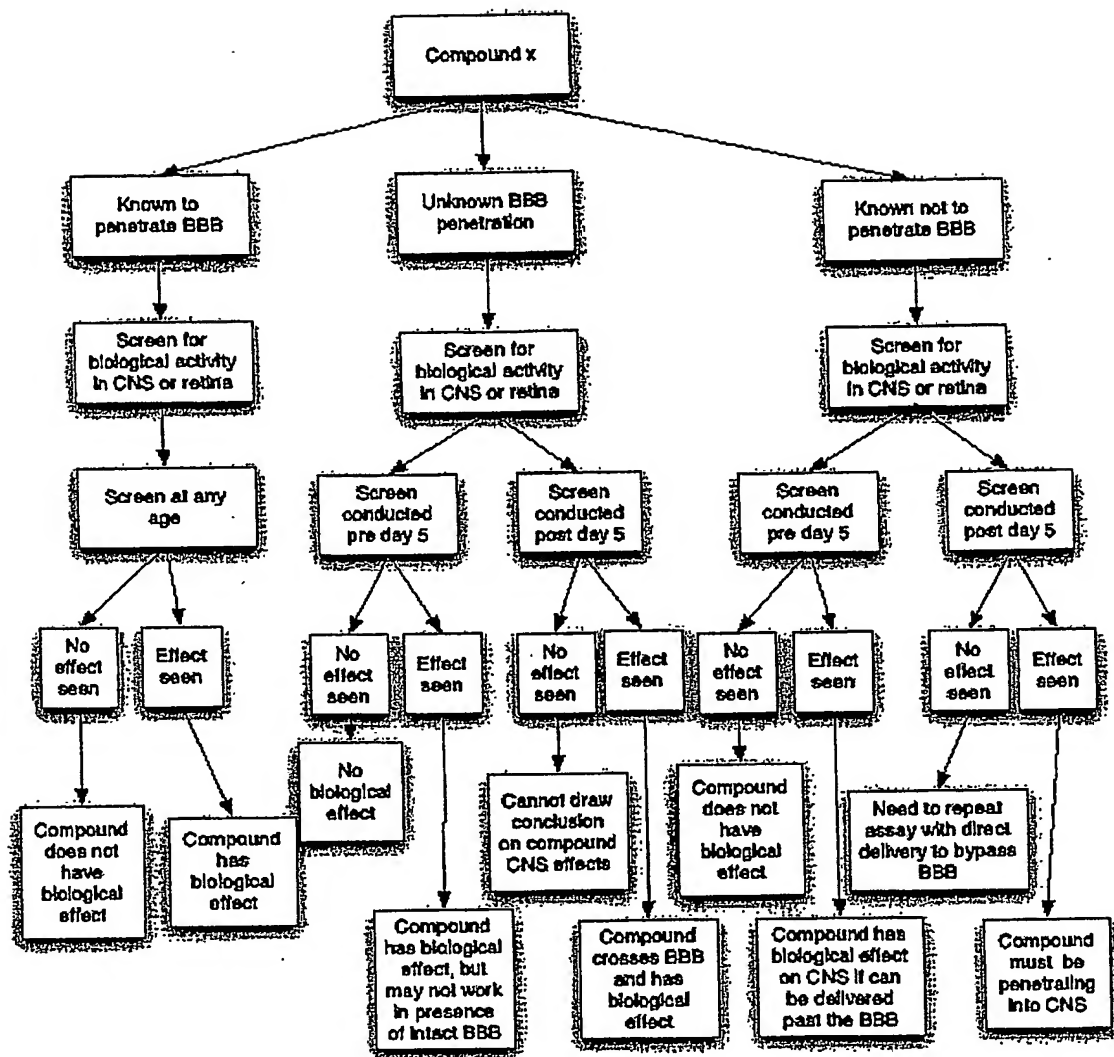 Compound x
Known to
penetrate BBB
Unknown BBB
penetration
Known not to
penetrate BBB
Screen for
biological activity
in CNS or retina
Screen for
biological activity
in CNS or retina
Screen for
biological activity
in CNS or retina
Screen at any
age
Screen
conducted
pre day 5
Screen
conducted
post day 5
Screen
conducted
pre day 5
Screen
conducted
post day 5
No
effect
seen
Effect
seen
No
effect
seen
Effect
seen
No
effect
seen
Effect
seen
No
effect
seen
Effect
seen
No
effect
seen
Effect
seen
Compound
does not
have
biological
effect
Compound
has
biological
effect
No
biological
effect
Compound
has biological
effect, but
may not work
in presence
of intact BBB
Cannot draw
conclusion
on compound
CNS effects
Compound
crosses BBB
and has
biological
effect
Compound
does not
have
biological
effect
Compound has
biological effect
on CNS if it can
be delivered
past the BBB
Need to repeat
assay with direct
delivery to bypass
BBB
Compound
must be
penetrating
into CNS